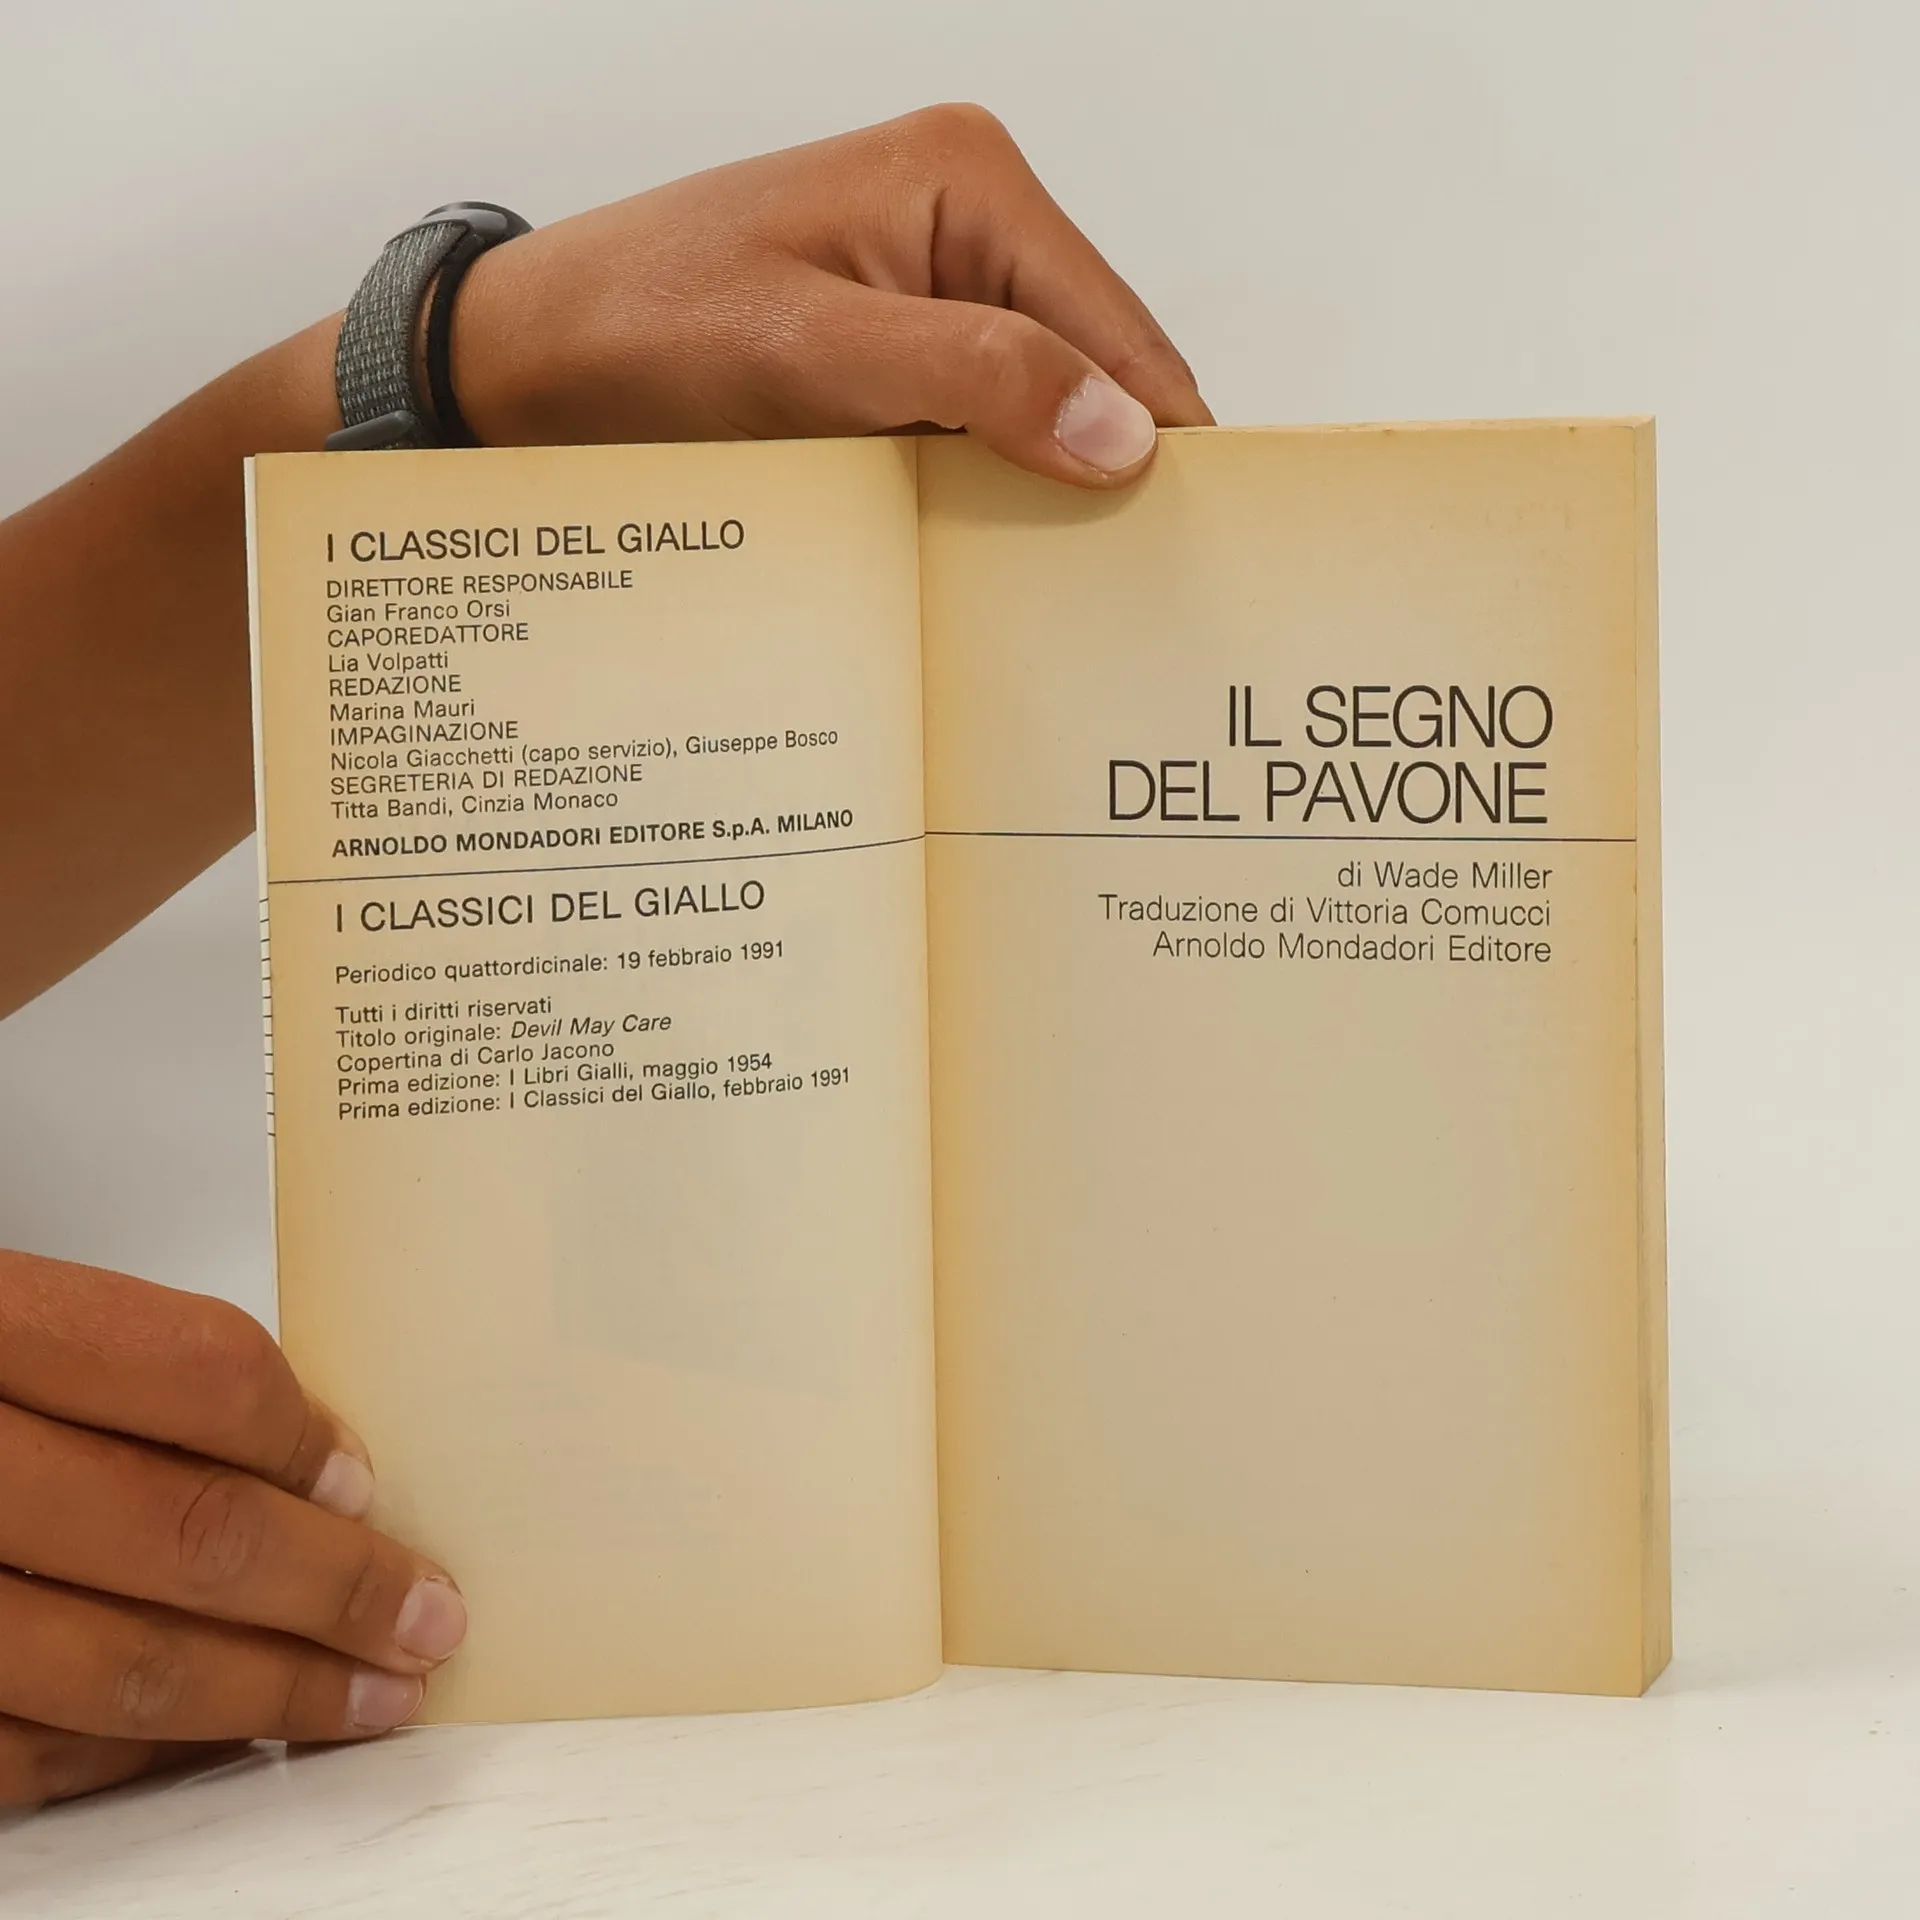 I CLASSICI DEL GIALLO
DIRETTORE RESPONSABILE
Gian Franco Orsi
CAPOREDATTORE
Lia Volpatti
REDAZIONE
Marina Mauri
IMPAGINAZIONE
Nicola Giacchetti (capo servizio), Giuseppe Bosco
SEGRETERIA DI REDAZIONE
Titta Bandi, Cinzia Monaco
ARNOLDO MONDADORI EDITORE S.p.A. MILANO
I CLASSICI DEL GIALLO
Periodico quattordicinale: 19 febbraio 1991
Tutti i diritti riservati
Titolo originale: Devil May Care
Copertina di Carlo Jacono
Prima edizione: I Libri Gialli, maggio 1954
Prima edizione: I Classici del Giallo, febbraio 1991
IL SEGNO
DEL PAVONE
di Wade Miller
Traduzione di Vittoria Comucci
Arnoldo Mondadori Editore